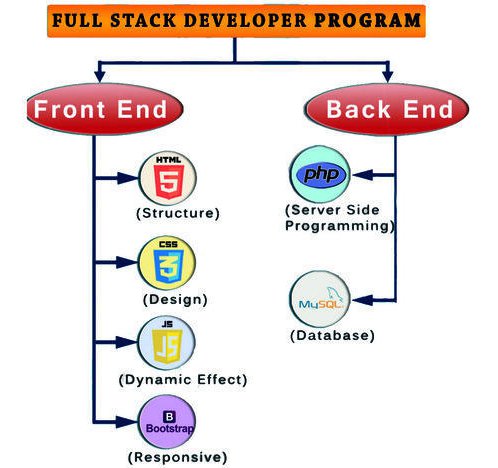 FULL STACK DEVELOPER PROGRAM
Front End
Back End
HTML
5
(Structure)
CSS
3
(Design)
JS
JS
(Dynamic Effect)
B
Bootstrap
(Responsive)
php
(Server Side
Programming)
MySQL
(Database)